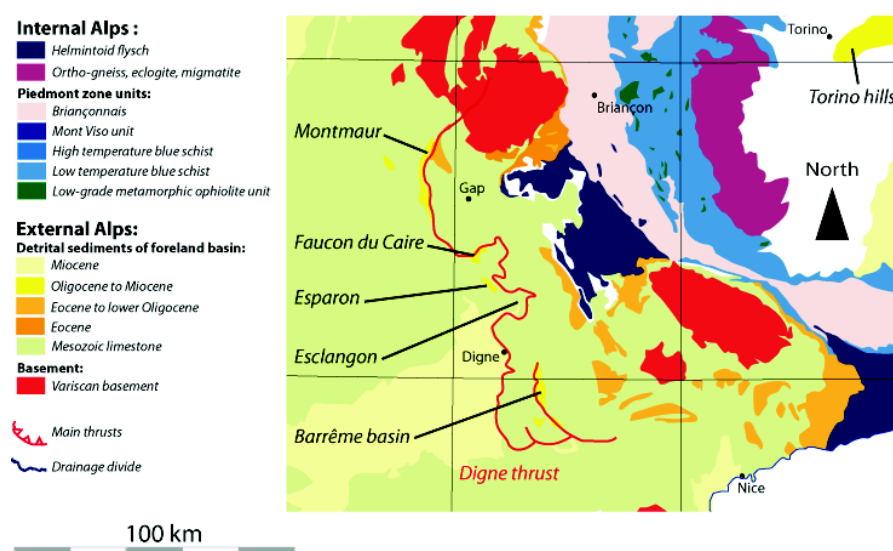 Internal Alps :
Helmintoid flysch
Ortho-gneiss, eclogite, migmatite
Piedmont zone units:
Briançonnais
Mont Viso unit
High temperature blue schist
Low temperature blue schist
Low-grade metamorphic ophiolite unit
External Alps:
Detrital sediments of foreland basin:
Miocene
Oligocene to Miocene
Eocene to lower Oligocene
Eocene
Mesozoic limestone
Basement:
Variscan basement
Main thrusts
Drainage divide
100 km
Torino
Torino hills
Briançon
Montmaur
North
Gap
Faucon du Caire
Esparon
Esclangon
Digne
Barrême basin
Digne thrust
Nice